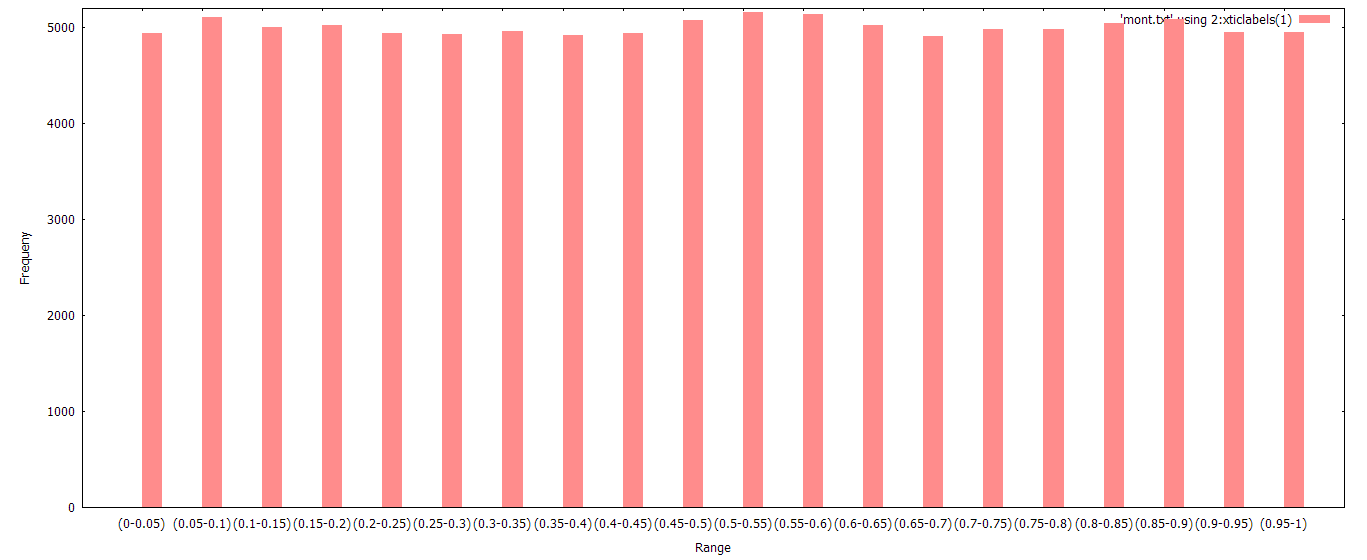 'mont.txt' using 2:xticlabels(1)
5000
4000
3000
2000
1000
0
Frequeny
(0-0.05) (0.05-0.1) (0.1-0.15) (0.15-0.2) (0.2-0.25) (0.25-0.3) (0.3-0.35) (0.35-0.4) (0.4-0.45) (0.45-0.5) (0.5-0.55) (0.55-0.6) (0.6-0.65) (0.65-0.7) (0.7-0.75) (0.75-0.8) (0.8-0.85) (0.85-0.9) (0.9-0.95) (0.95-1)
Range